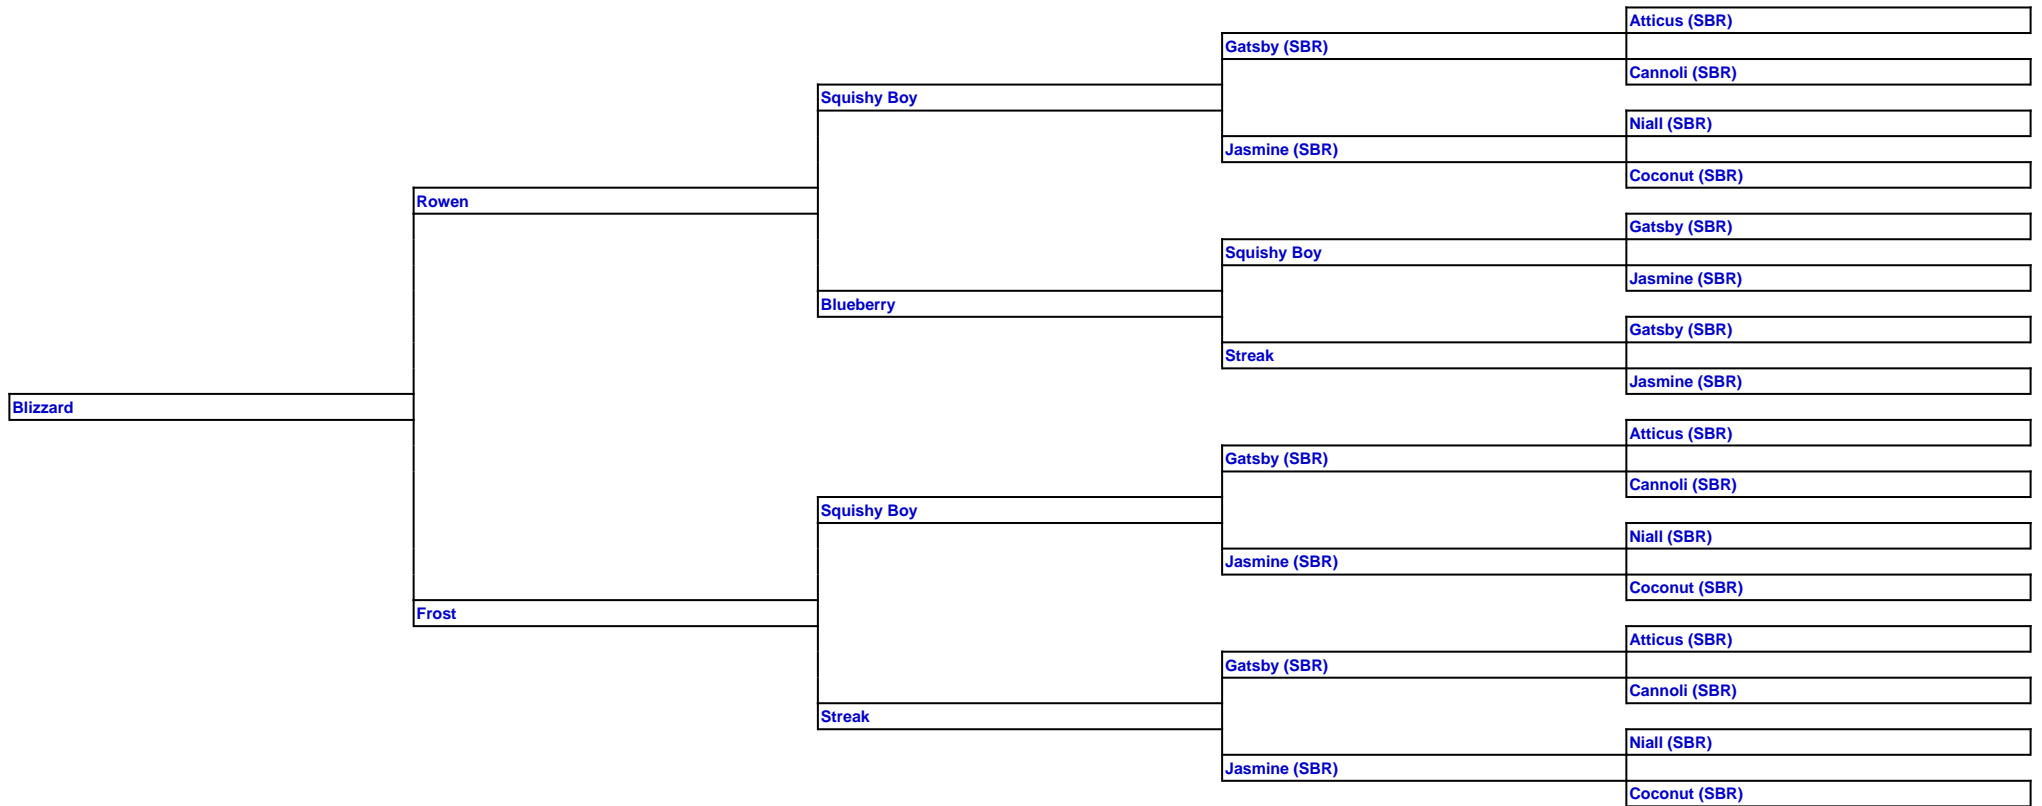 Atticus (SBR)
Gatsby (SBR)
Cannoli (SBR)
Squishy Boy
Niall (SBR)
Jasmine (SBR)
Coconut (SBR)
Rowen
Gatsby (SBR)
Squishy Boy
Jasmine (SBR)
Blueberry
Gatsby (SBR)
Streak
Jasmine (SBR)
Blizzard
Atticus (SBR)
Gatsby (SBR)
Cannoli (SBR)
Squishy Boy
Niall (SBR)
Jasmine (SBR)
Coconut (SBR)
Frost
Atticus (SBR)
Gatsby (SBR)
Cannoli (SBR)
Streak
Niall (SBR)
Jasmine (SBR)
Coconut (SBR)